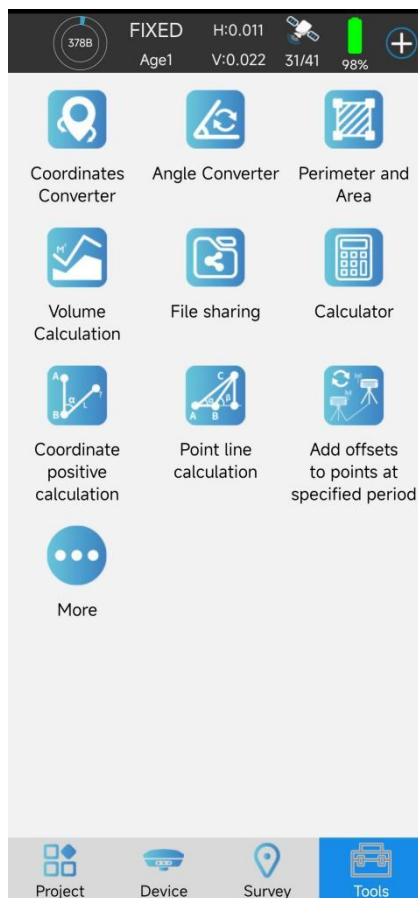 378B
FIXED
H:0.011
Age1
V:0.022
31/41
98%
Coordinates
Converter
Angle Converter
Perimeter and
Area
Volume
Calculation
File sharing
Calculator
Coordinate
positive
calculation
Point line
calculation
Add offsets
to points at
specified period
More
Project
Device
Survey
Tools